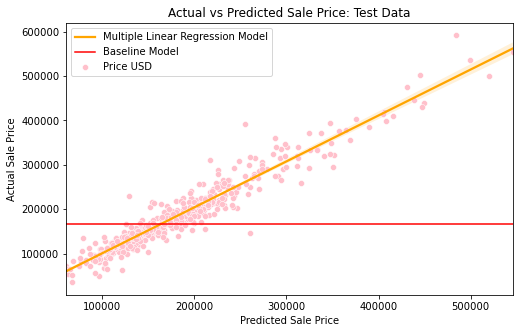 Actual vs Predicted Sale Price: Test Data
Multiple Linear Regression Model
Baseline Model
Price USD
600000
500000
400000
300000
200000
100000
Actual Sale Price
100000 200000 300000 400000 500000
Predicted Sale Price